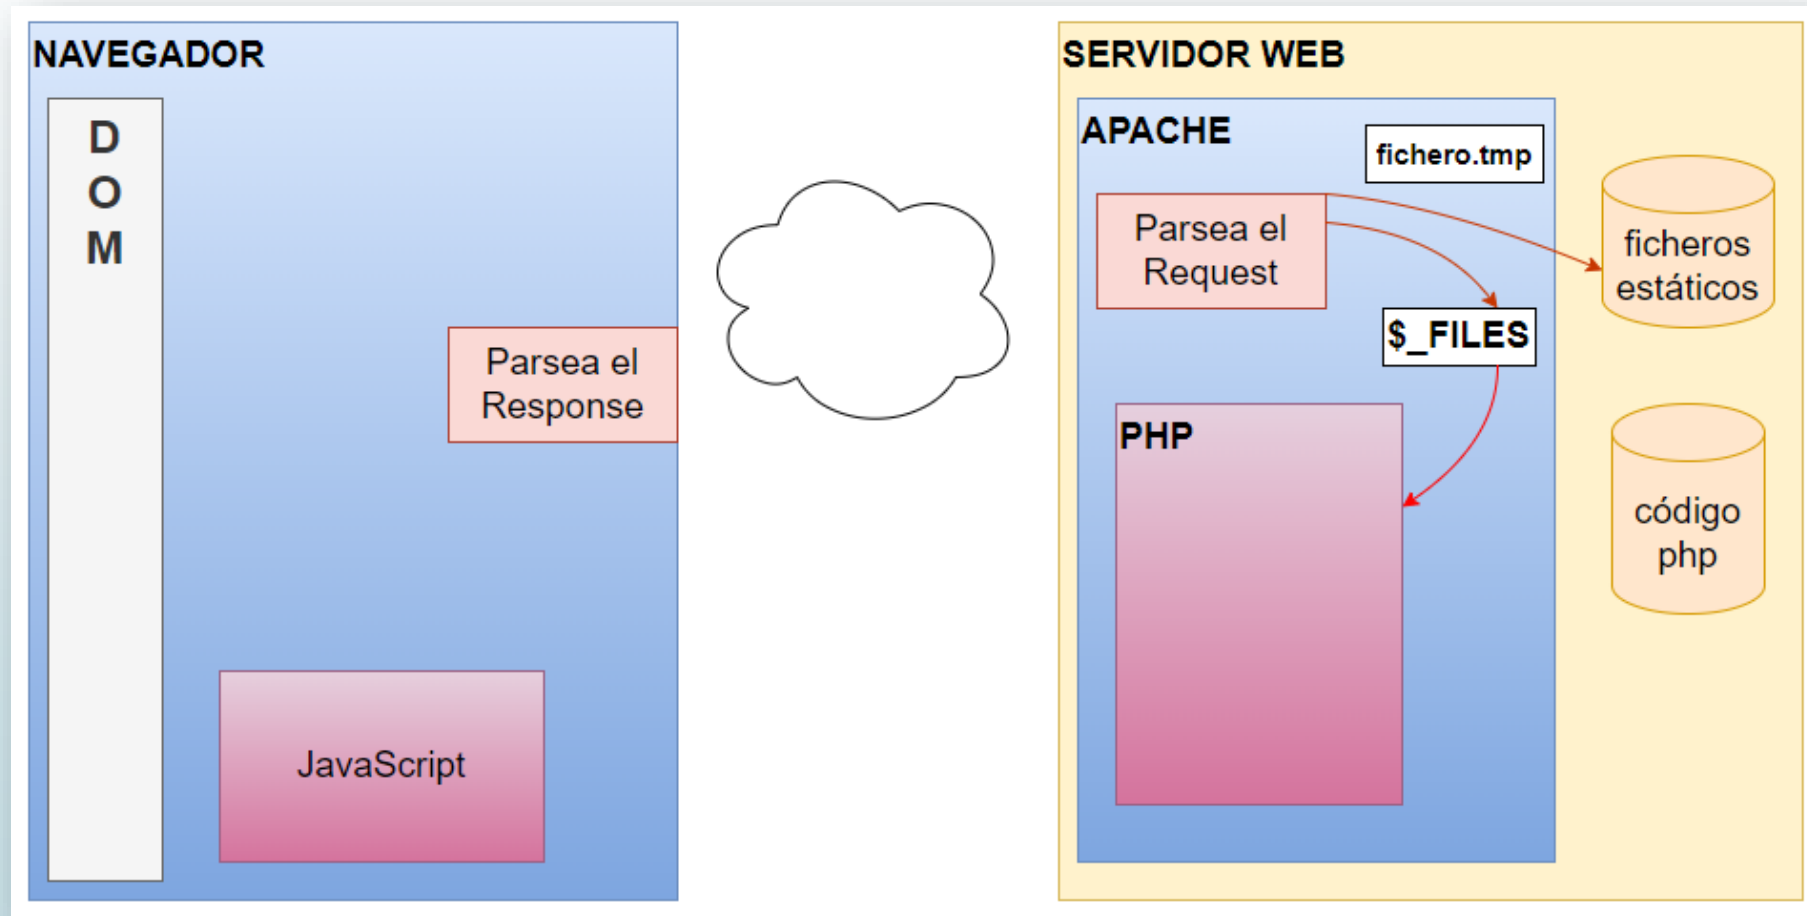 NAVEGADOR
D
O
M
Parsea el
Response
JavaScript
SERVIDOR WEB
APACHE
fichero.tmp
Parsea el
Request
$_FILES
PHP
ficheros
estáticos
código
php